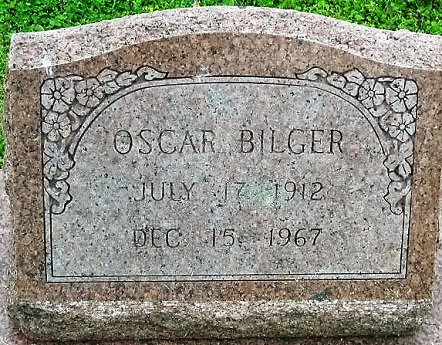 OSCAR BILGER
JULY 17 1912
DEC 15 1967